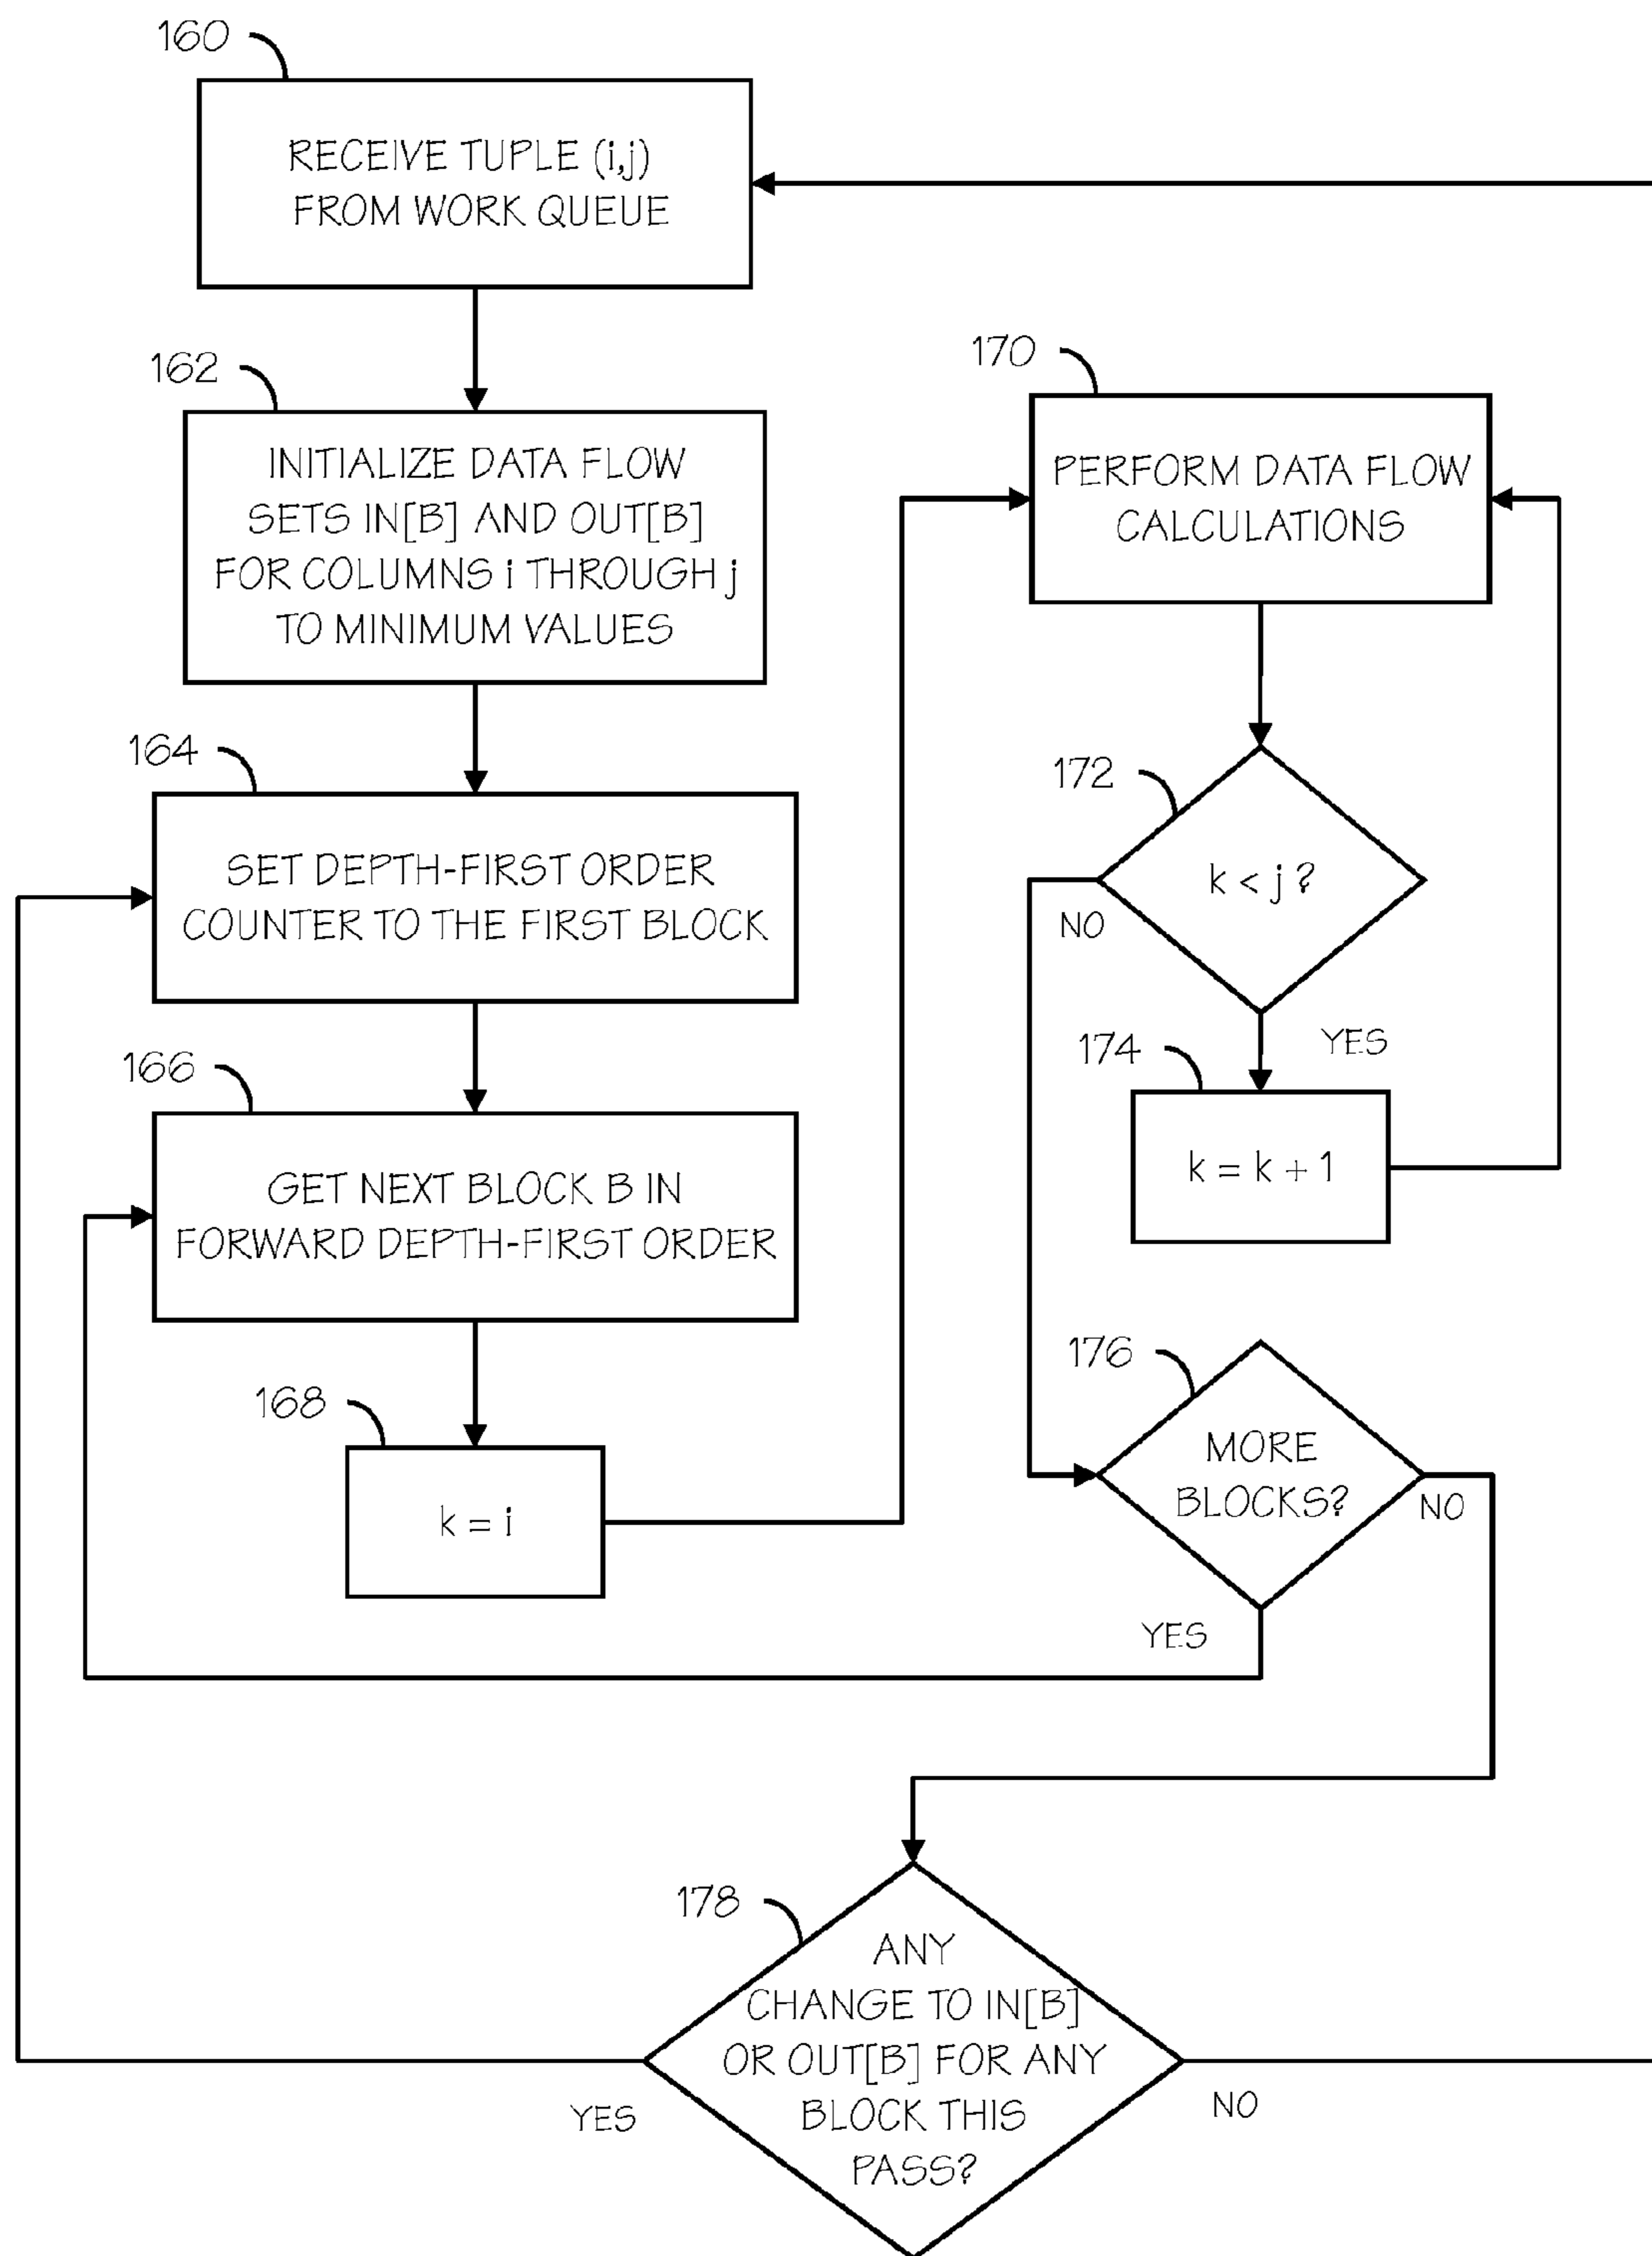 160
RECEIVE TUPLE (i,j)
FROM WORK QUEUE
162
INITIALIZE DATA FLOW
SETS IN[B] AND OUT[B]
FOR COLUMNS i THROUGH j
TO MINIMUM VALUES
164
SET DEPTH-FIRST ORDER
COUNTER TO THE FIRST BLOCK
166
GET NEXT BLOCK B IN
FORWARD DEPTH-FIRST ORDER
168
k = i
170
PERFORM DATA FLOW
CALCULATIONS
172
k < j ?
NO
YES
174
k = k + 1
176
MORE
BLOCKS?
NO
YES
178
ANY
CHANGE TO IN[B]
OR OUT[B] FOR ANY
BLOCK THIS
PASS?
YES
NO